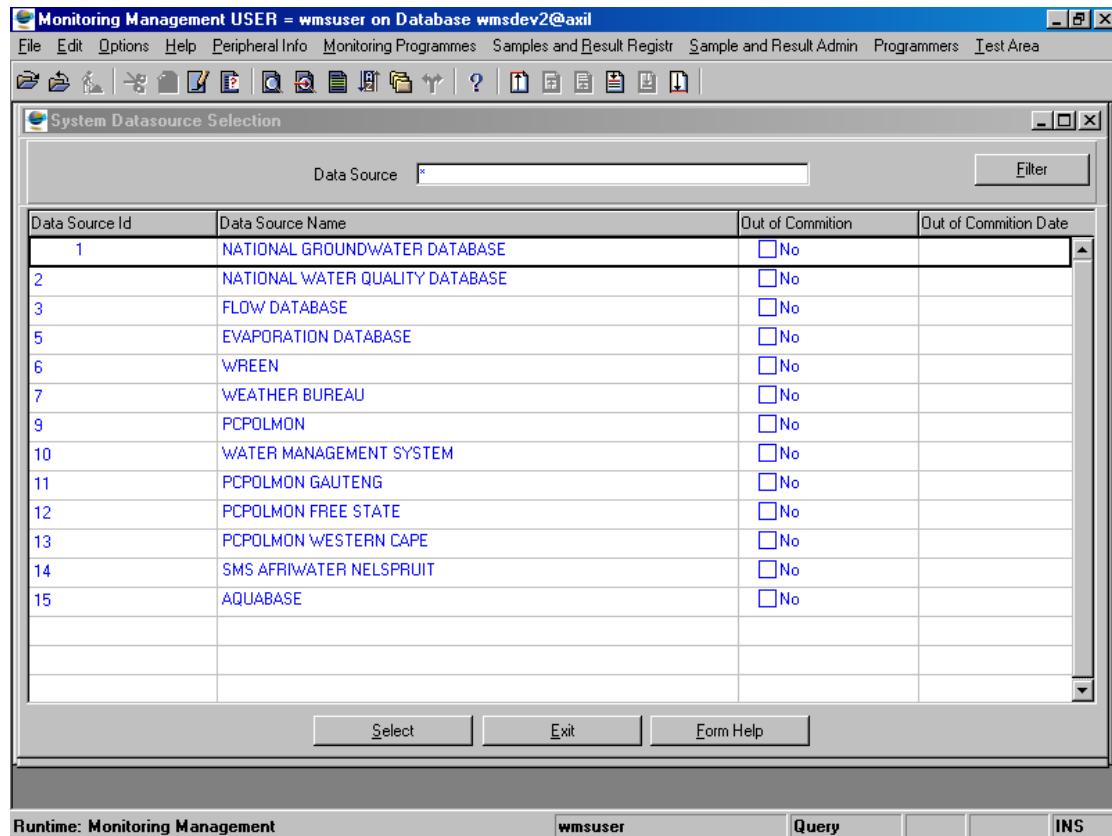 Monitoring Management USER = wmsuser on Database wmsdev2@axil
File Edit Options Help Peripheral Info Monitoring Programmes Samples and Result Registr Sample and Result Admin Programmers Test Area
System Datasource Selection
Data Source * Filter
Data Source Id Data Source Name Out of Commition Out of Commition Date
1 NATIONAL GROUNDWATER DATABASE No
2 NATIONAL WATER QUALITY DATABASE No
3 FLOW DATABASE No
5 EVAPORATION DATABASE No
6 WREEN No
7 WEATHER BUREAU No
9 PCPOLMON No
10 WATER MANAGEMENT SYSTEM No
11 PCPOLMON GAUTENG No
12 PCPOLMON FREE STATE No
13 PCPOLMON WESTERN CAPE No
14 SMS AFRIWATER NELSPRUIT No
15 AQUABASE No
Select Exit Form Help
Runtime: Monitoring Management wmsuser Query INS